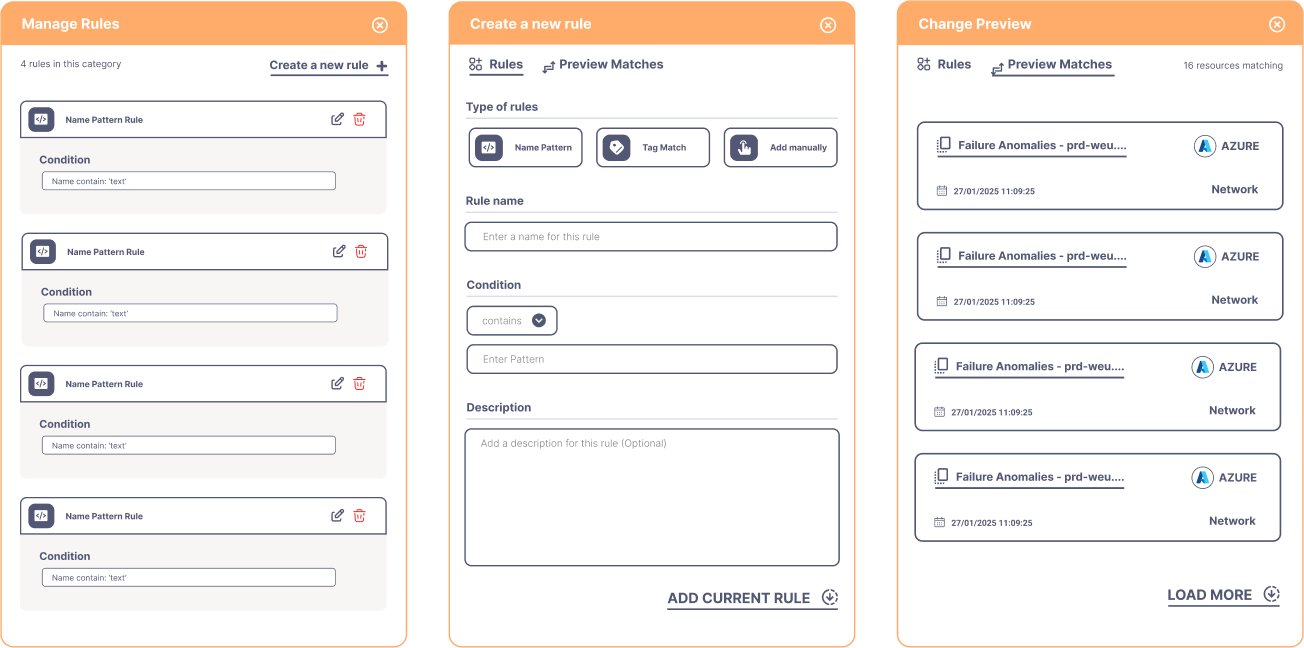 Manage Rules
4 rules in this category
Create a new rule
Name Pattern Rule
Condition
Name contain: 'text'
Name Pattern Rule
Condition
Name contain: 'text'
Name Pattern Rule
Condition
Name contain: 'text'
Name Pattern Rule
Condition
Name contain: 'text'
Create a new rule
Rules
Preview Matches
Type of rules
Name Pattern
Tag Match
Add manually
Rule name
Enter a name for this rule
Condition
contains
Enter Pattern
Description
Add a description for this rule (Optional)
ADD CURRENT RULE
Change Preview
Rules
Preview Matches
16 resources matching
Failure Anomalies - prd-weu....
AZURE
27/01/2025 11:09:25
Network
Failure Anomalies - prd-weu....
AZURE
27/01/2025 11:09:25
Network
Failure Anomalies - prd-weu....
AZURE
27/01/2025 11:09:25
Network
Failure Anomalies - prd-weu....
AZURE
27/01/2025 11:09:25
Network
LOAD MORE